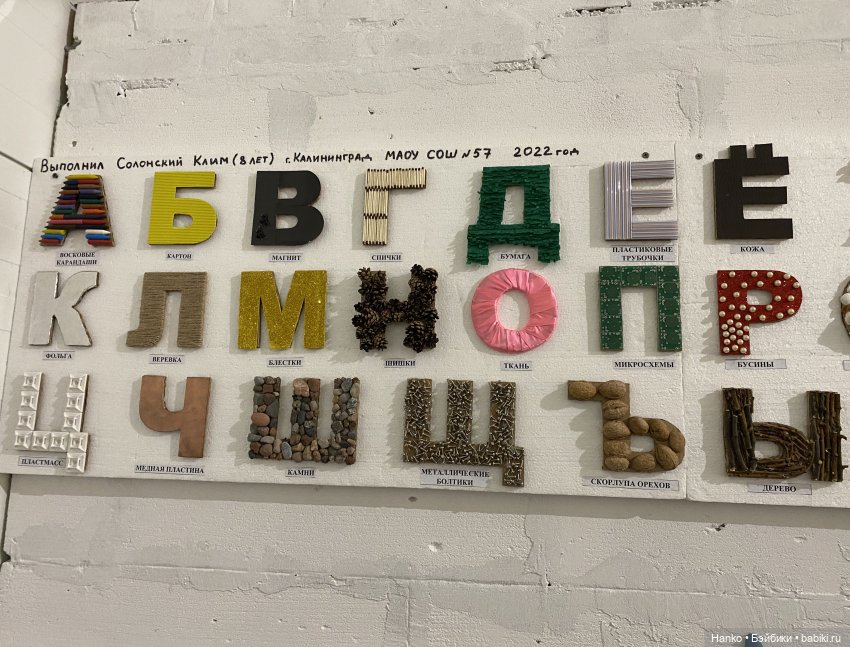 Выполнил Солонский Клим (8 лет) г. Калининград МАОУ СОШ №57 2022 год
А Б В Г Д Е Ё
ВОСКОВЫЕ КАРАНДАШИ
КАРТОН
МАГНИТ
СПИЧКИ
БУМАГА
ПЛАСТИКОВЫЕ ТРУБОЧКИ
КОЖА
К Л М Н О П Р
ФОЛЬГА
ВЕРЕВКА
БЛЕСТКИ
ШИШКИ
ТКАНЬ
МИКРОСХЕМЫ
БУСИНЫ
Ц Ч Ш Щ Ъ Ы
ПЛАСТМАСС
МЕДНАЯ ПЛАСТИНА
КАМНИ
МЕТАЛЛИЧЕСКИЕ БОЛТИКИ
СКОРЛУПА ОРЕХОВ
ДЕРЕВО
Hanko • Бэйбики • babiki.ru